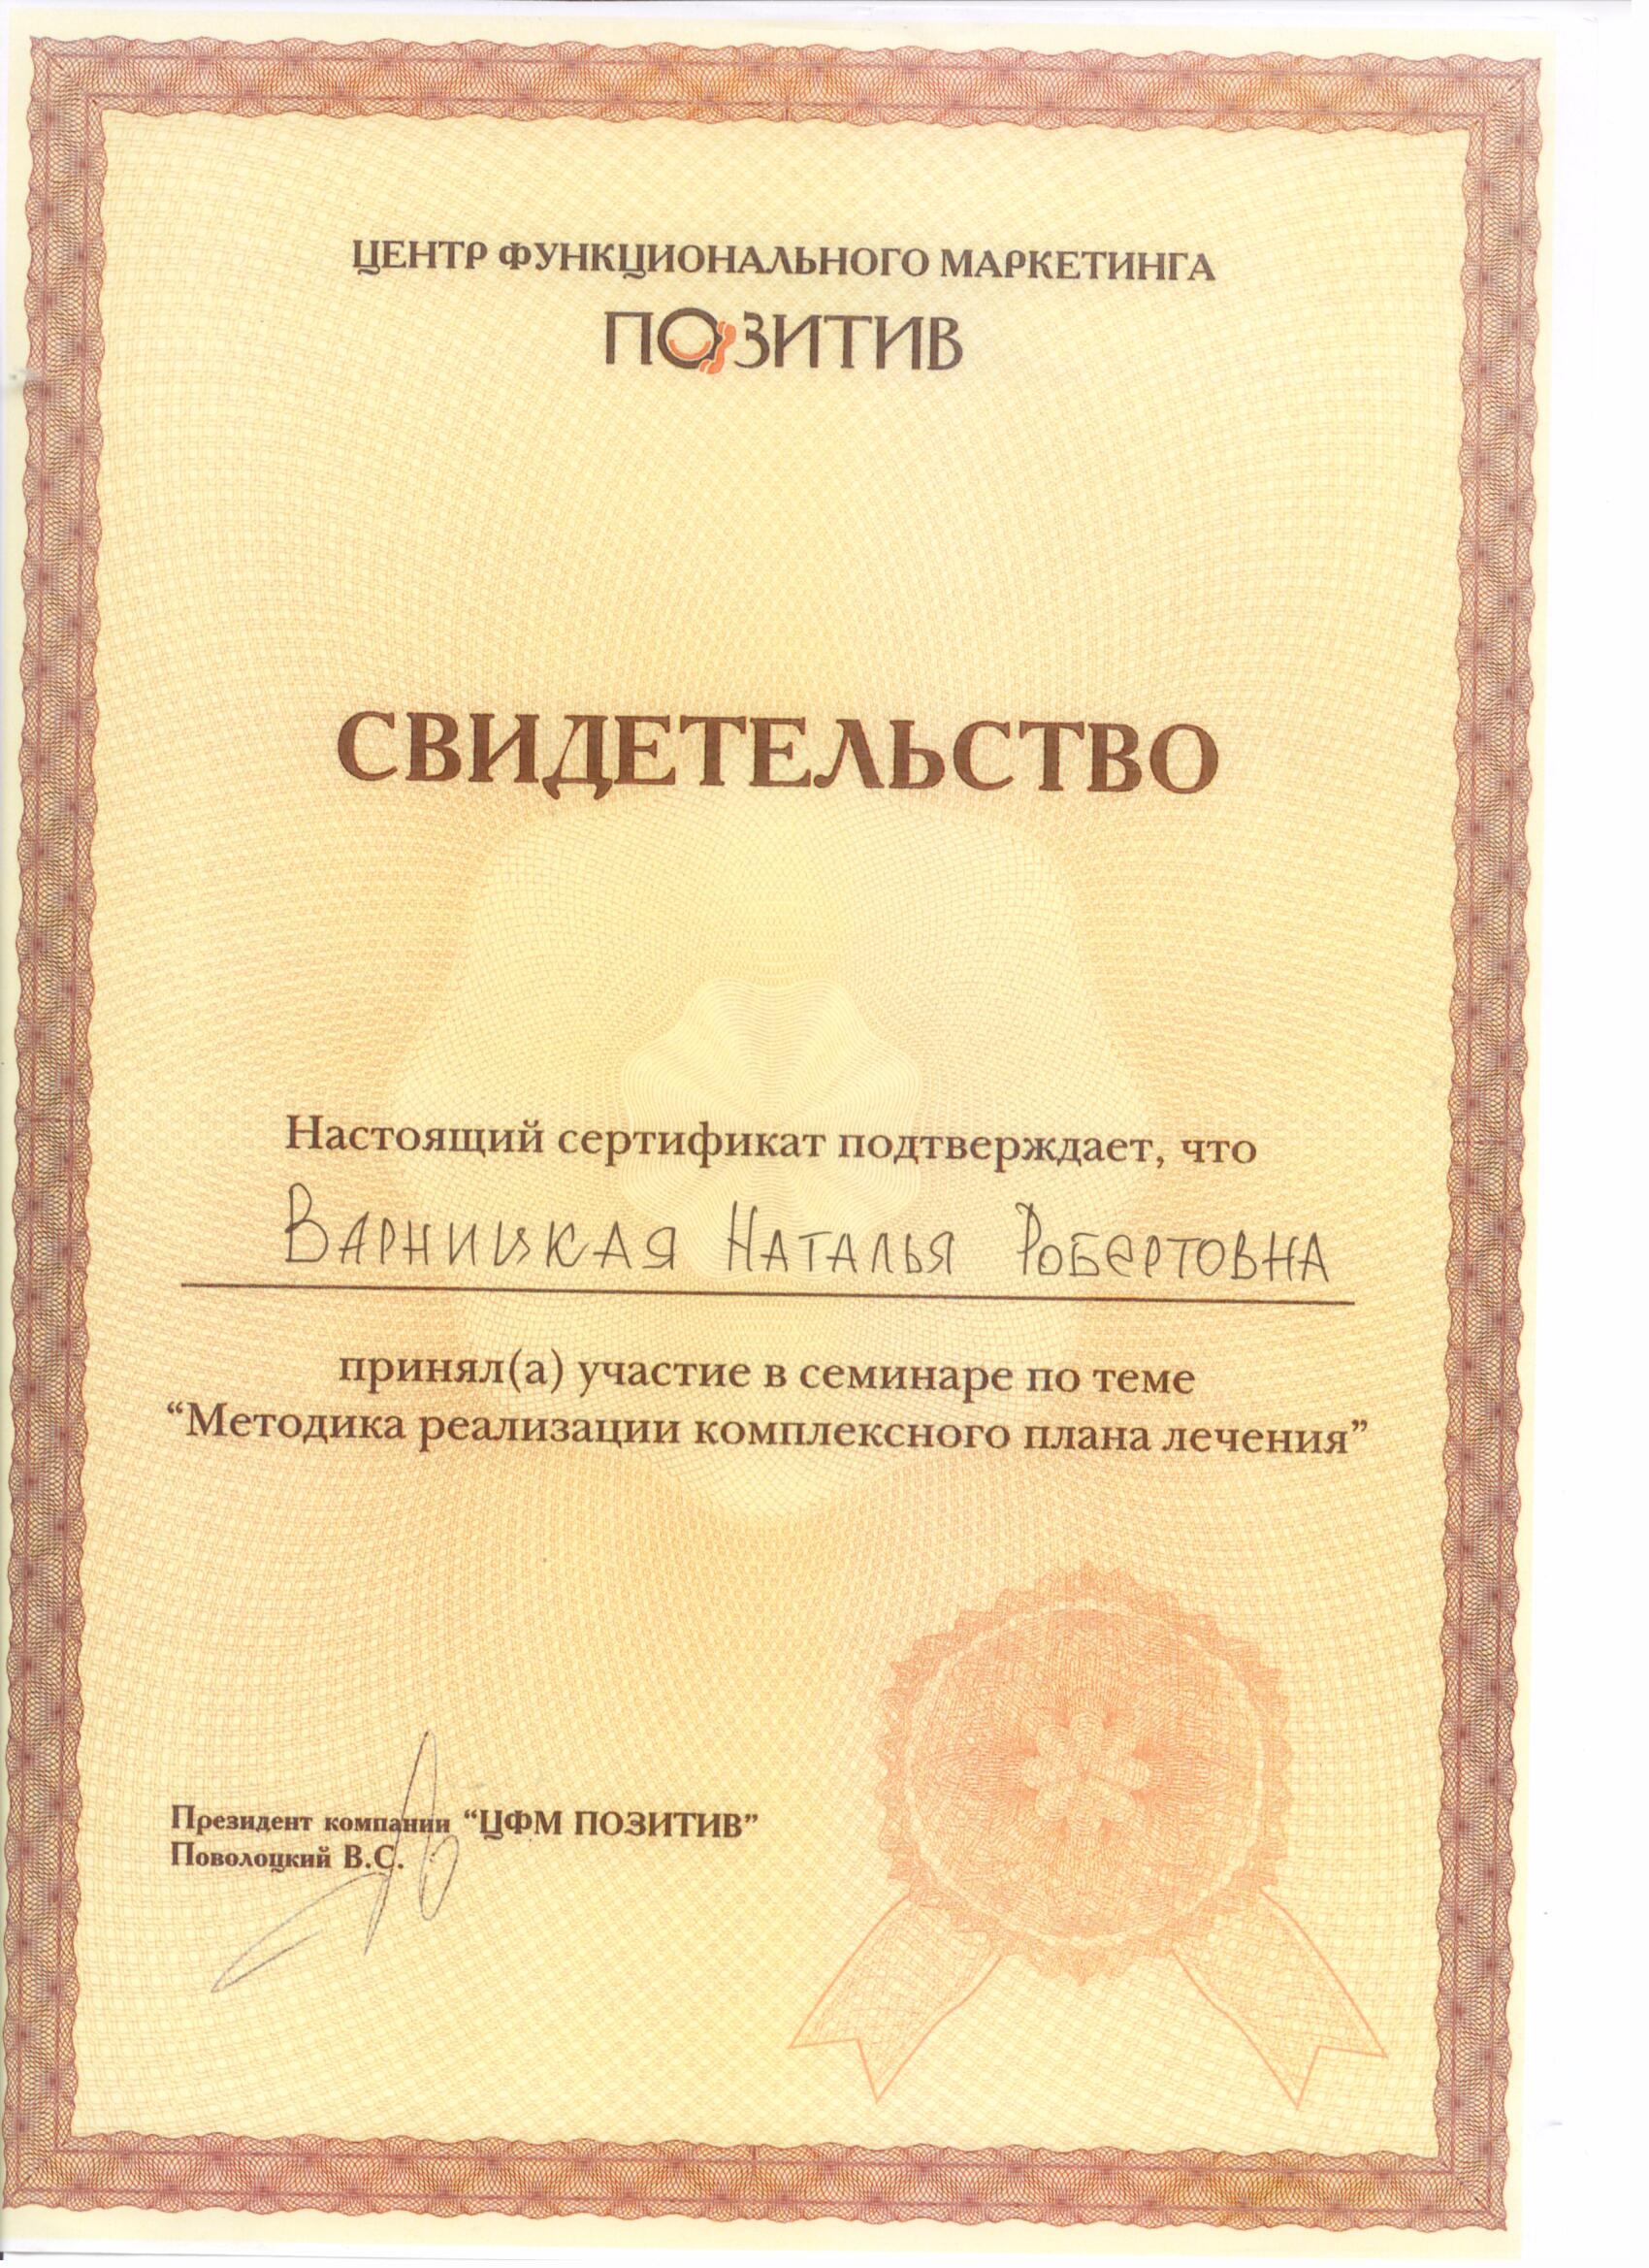 ЦЕНТР ФУНКЦИОНАЛЬНОГО МАРКЕТИНГА
ПОЗИТИВ
СВИДЕТЕЛЬСТВО
Настоящий сертификат подтверждает, что
ВАРНИЦКАЯ НАТАЛЬЯ РОБЕРТОВНА
принял(а) участие в семинаре по теме
“Методика реализации комплексного плана лечения”
Президент компании “ЦФМ ПОЗИТИВ”
Поволоцкий В.С.